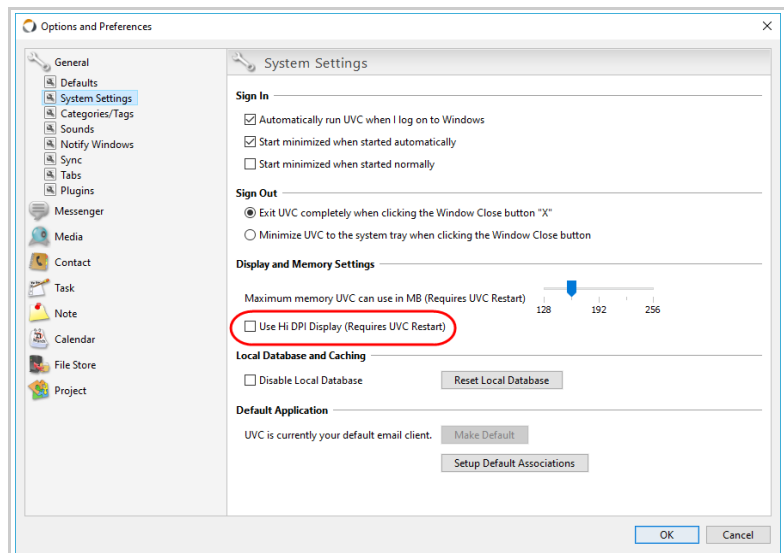 Options and Preferences
General
Defaults
System Settings
Categories/Tags
Sounds
Notify Windows
Sync
Tabs
Plugins
Messenger
Media
Contact
Task
Note
Calendar
File Store
Project
System Settings
Sign In
Automatically run UVC when I log on to Windows
Start minimized when started automatically
Start minimized when started normally
Sign Out
Exit UVC completely when clicking the Window Close button "X"
Minimize UVC to the system tray when clicking the Window Close button
Display and Memory Settings
Maximum memory UVC can use in MB (Requires UVC Restart)
128 192 256
Use Hi DPI Display (Requires UVC Restart)
Local Database and Caching
Disable Local Database Reset Local Database
Default Application
UVC is currently your default email client. Make Default
Setup Default Associations
OK Cancel